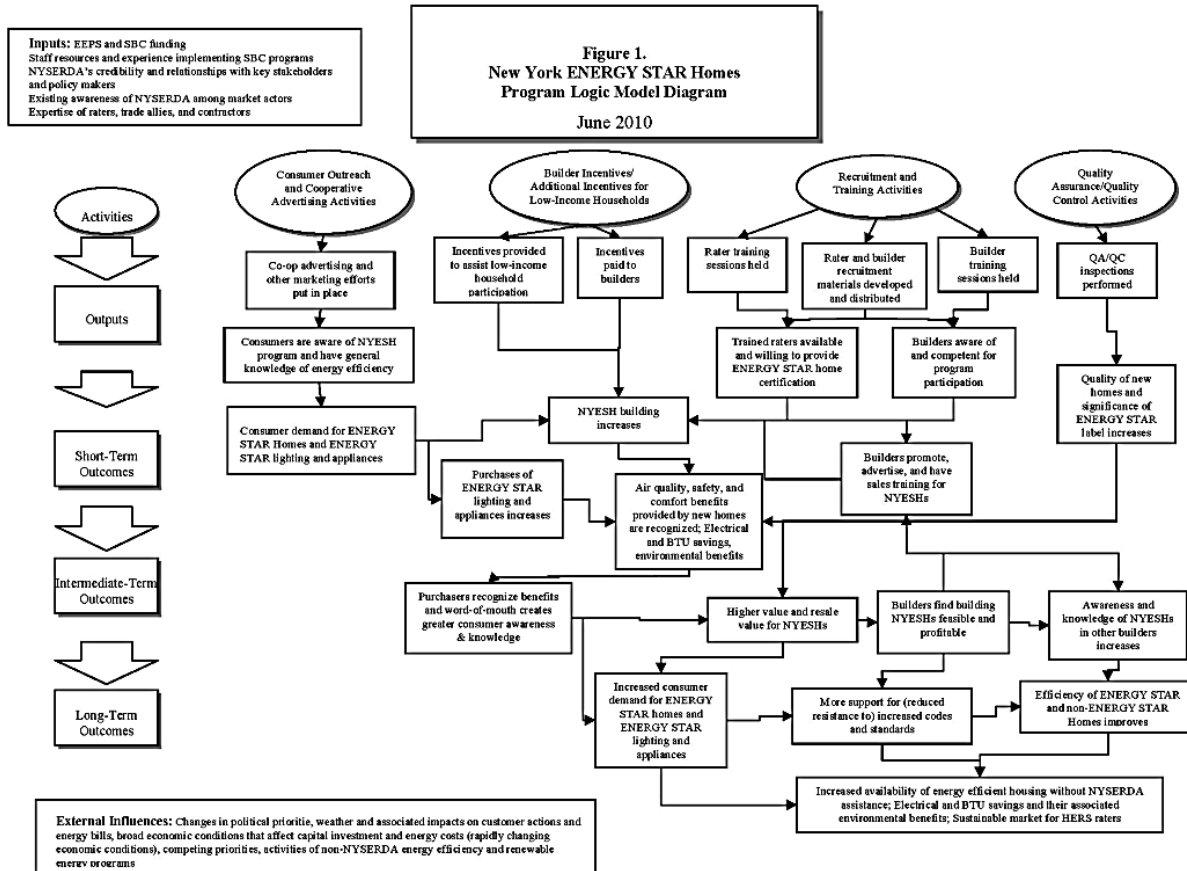 Inputs: EEPS and SBC funding
Staff resources and experience implementing SBC programs
NYSERDA's credibility and relationships with key stakeholders
and policy makers
Existing awareness of NYSERDA among market actors
Expertise of raters, trade allies, and contractors
Figure 1.
New York ENERGY STAR Homes
Program Logic Model Diagram
June 2010
Activities
Consumer Outreach
and Cooperative
Advertising Activities
Builder Incentives/
Additional Incentives for
Low-Income Households
Recruitment and
Training Activities
Quality
Assurance/Quality
Control Activities
Outputs
Co-op advertising and
other marketing efforts
put in place
Incentives provided
to assist low-income
household
participation
Incentives
paid to
builders
Rater training
sessions held
Rater and builder
recruitment
materials developed
and distributed
Builder
training
sessions held
QA/QC
inspections
performed
Consumers are aware of NYESH
program and have general
knowledge of energy efficiency
Trained raters available
and willing to provide
ENERGY STAR home
certification
Builders aware of
and competent for
program
participation
Quality of new
homes and
significance of
ENERGY STAR
label increases
Short-Term
Outcomes
Consumer demand for ENERGY
STAR Homes and ENERGY
STAR lighting and appliances
NYESH building
increases
Purchases of
ENERGY STAR
lighting and
appliances increases
Air quality, safety, and
comfort benefits
provided by new homes
are recognized; Electrical
and BTU savings,
environmental benefits
Builders promote,
advertise, and have
sales training for
NYESHs
Intermediate-Term
Outcomes
Purchasers recognize benefits
and word-of-mouth creates
greater consumer awareness
& knowledge
Higher value and resale
value for NYESHs
Builders find building
NYESHs feasible and
profitable
Awareness and
knowledge of NYESHs
in other builders
increases
Long-Term
Outcomes
Increased consumer
demand for ENERGY
STAR homes and
ENERGY STAR
lighting and
appliances
More support for (reduced
resistance to) increased codes
and standards
Efficiency of ENERGY STAR
and non-ENERGY STAR
Homes improves
Increased availability of energy efficient housing without NYSERDA
assistance; Electrical and BTU savings and their associated
environmental benefits; Sustainable market for HERS raters
External Influences: Changes in political prioritie, weather and associated impacts on customer actions and
energy bills, broad economic conditions that affect capital investment and energy costs (rapidly changing
economic conditions), competing priorities, activities of non-NYSERDA energy efficiency and renewable
energy programs